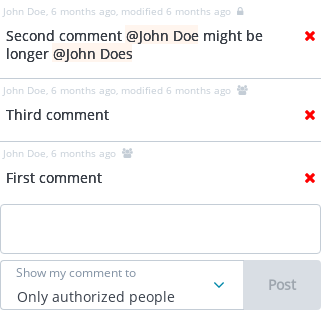 John Doe, 6 months ago, modified 6 months ago
Second comment @John Doe might be
longer @John Does
John Doe, 6 months ago, modified 6 months ago
Third comment
John Doe, 6 months ago
First comment
Show my comment to
Only authorized people
Post